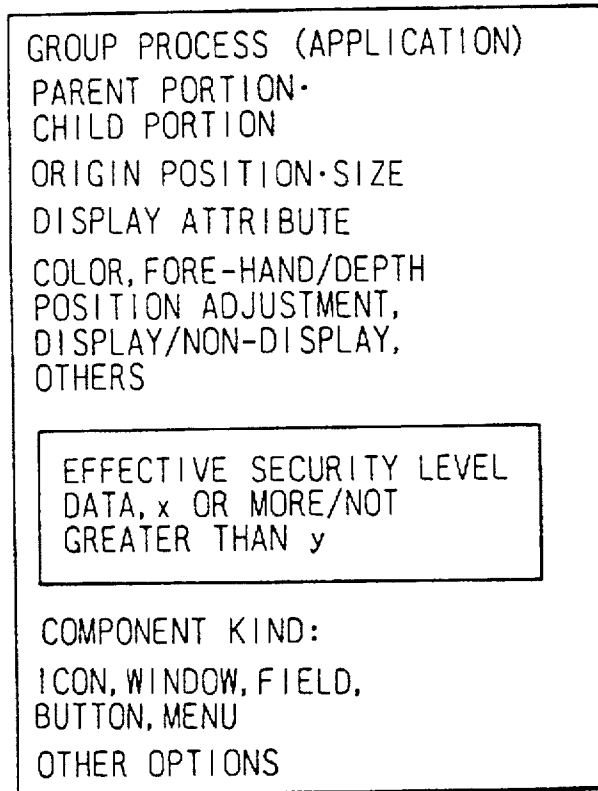 GROUP PROCESS (APPLICATION)
PARENT PORTION·
CHILD PORTION
ORIGIN POSITION·SIZE
DISPLAY ATTRIBUTE
COLOR, FORE-HAND/DEPTH
POSITION ADJUSTMENT,
DISPLAY/NON-DISPLAY,
OTHERS
EFFECTIVE SECURITY LEVEL
DATA, x OR MORE/NOT
GREATER THAN y
COMPONENT KIND:
ICON, WINDOW, FIELD,
BUTTON, MENU
OTHER OPTIONS